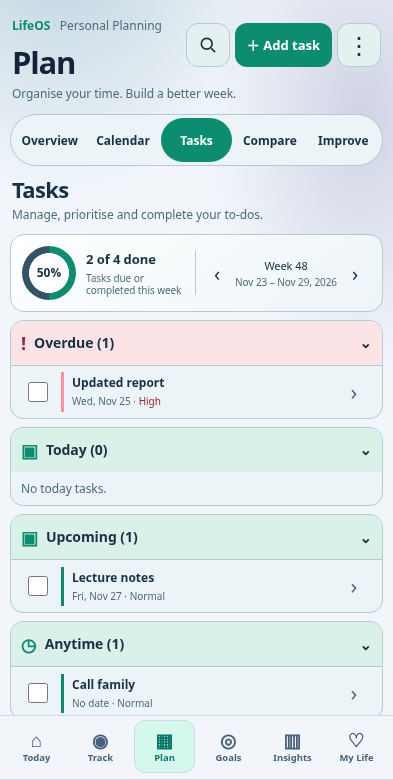 LifeOS Personal Planning
Plan
+ Add task
Organise your time. Build a better week.
Overview Calendar Tasks Compare Improve
Tasks
Manage, prioritise and complete your to-dos.
50%
2 of 4 done
Tasks due or
completed this week
Week 48
Nov 23 – Nov 29, 2026
! Overdue (1)
Updated report
Wed, Nov 25 · High
Today (0)
No today tasks.
Upcoming (1)
Lecture notes
Fri, Nov 27 · Normal
Anytime (1)
Call family
No date · Normal
Today Track Plan Goals Insights My Life